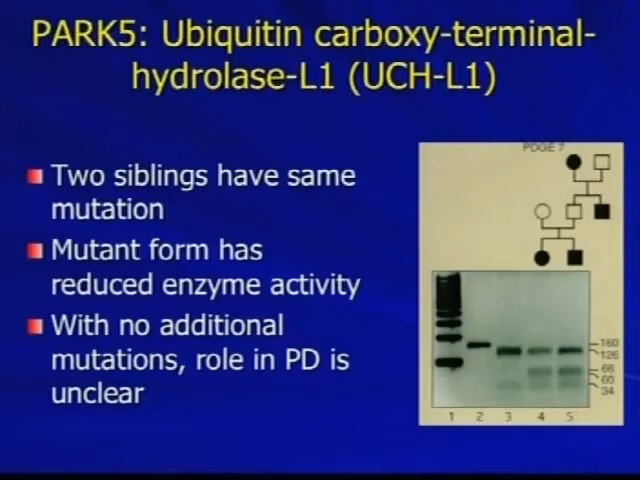 PARK5: Ubiquitin carboxy-terminal-
hydrolase-L1 (UCH-L1)
Two siblings have same
mutation
Mutant form has
reduced enzyme activity
With no additional
mutations, role in PD is
unclear
PDGE 7
160
126
66
60
34
1 2 3 4 5